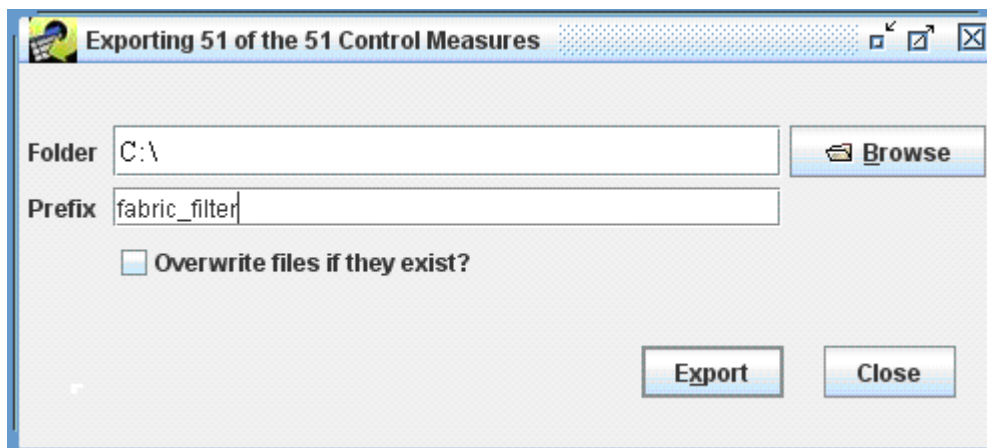 Exporting 51 of the 51 Control Measures
Folder C:\ Browse
Prefix fabric_filter
Overwrite files if they exist?
Export Close